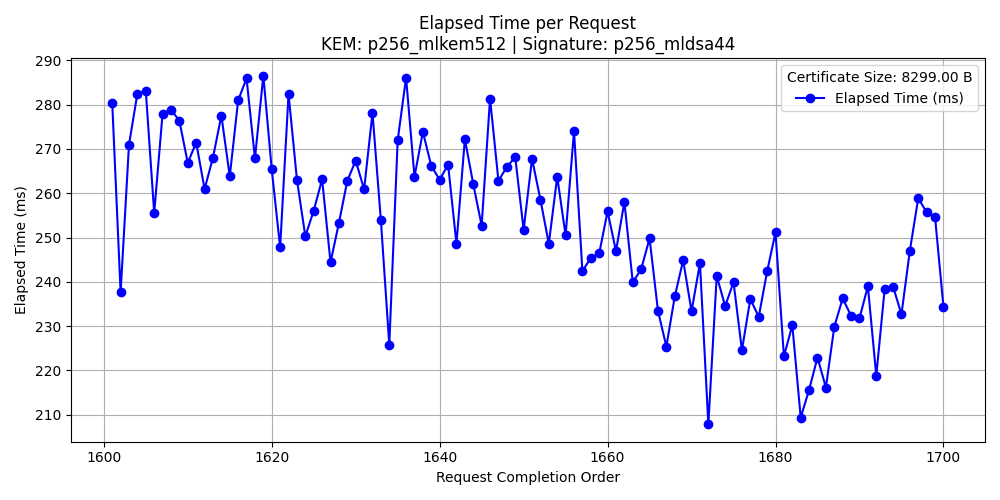 Elapsed Time per Request
KEM: p256_mlkem512 | Signature: p256_mldsa44
Certificate Size: 8299.00 B
Elapsed Time (ms)
Elapsed Time (ms)
290
280
270
260
250
240
230
220
210
1600
1620
1640
1660
1680
1700
Request Completion Order